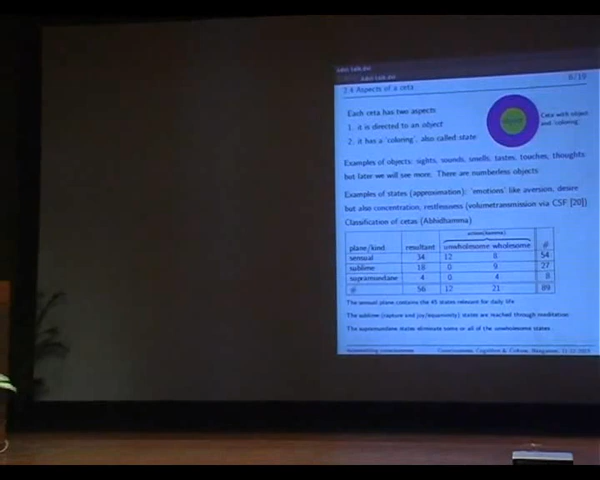 2.6 Aspects of a ceta
8/19
Each ceta has two aspects
1. it is directed to an object
2. it has a 'coloring', also called state
Ceta with object
and 'coloring'
Examples of objects: sights, sounds, smells, tastes, touches, thoughts
but later we will see more. There are numberless objects
Examples of states (approximation): 'emotions' like aversion, desire
but also concentration, restlessness (volumetransmission via CSF [20])
Classification of cetas (Abhidhamma)
plane/kind resultant unwholesome wholesome #
sensual 34 12 8 54
sublime 18 0 9 27
supramundane 4 0 4 8
# 56 12 21 89
The sensual plane contains the 45 states relevant for daily life
The sublime (rapture and joy/equanimity) states are reached through meditation
The supramundane states eliminate some or all of the unwholesome states
Consciousness, Cognition & Culture, Bangalore,